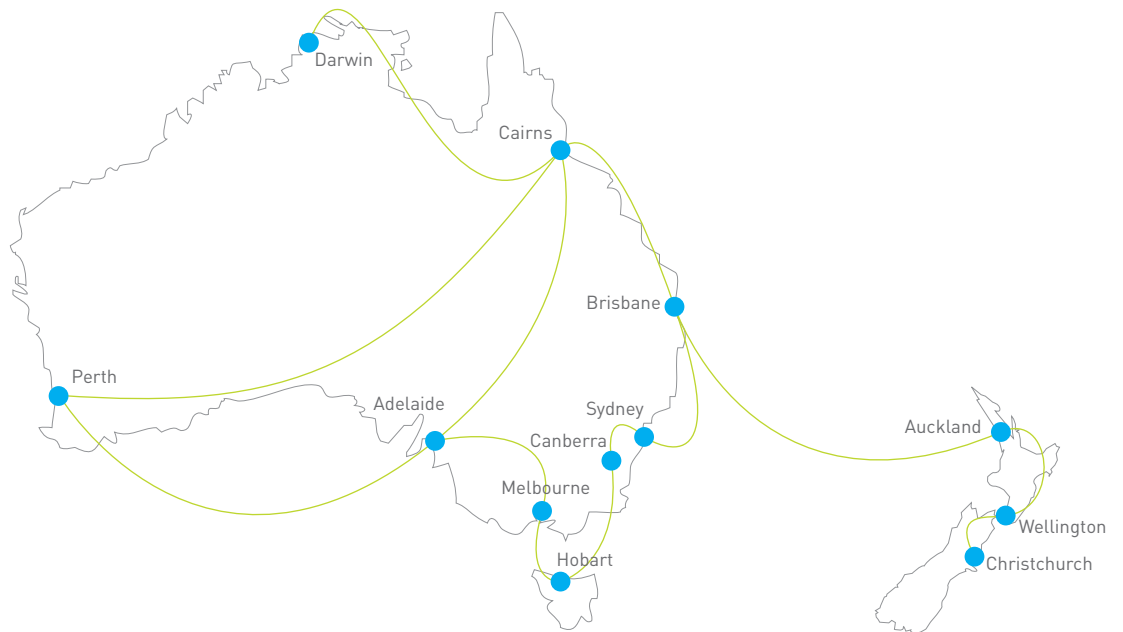 Darwin
Cairns
Brisbane
Perth
Adelaide
Sydney
Auckland
Canberra
Melbourne
Wellington
Hobart
Christchurch